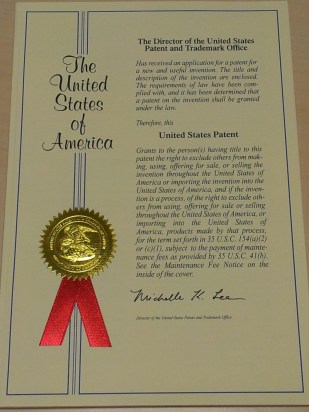 The
United
States
of
America
The Director of the United States
Patent and Trademark Office
Has received an application for a patent for
a new and useful invention. The title and
description of the invention are enclosed.
The requirements of law have been com-
plied with, and it has been determined that
a patent on the invention shall be granted
under the law.
Therefore, this
United States Patent
Grants to the person(s) having title to this
patent the right to exclude others from mak-
ing, using, offering for sale, or selling
the invention throughout the United States of
America or importing the invention into the
United States of America, and if the inven-
tion is a process, of the right to exclude oth-
ers from using, offering for sale or selling
throughout the United States of America, or
importing into the United States of
America, products made by that process,
for the term set forth in 35 U.S.C. 154(a)(2)
or (c)(1), subject to the payment of mainte-
nance fees as provided by 35 U.S.C. 41(b).
See the Maintenance Fee Notice on the
inside of the cover.
Michelle K. Lee
Director of the United States Patent and Trademark Office